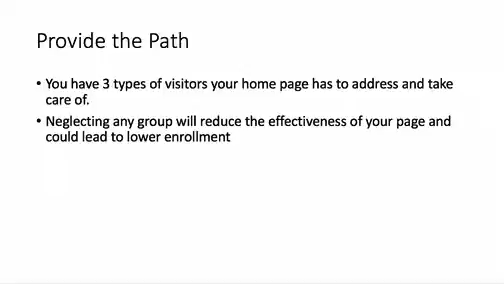 Provide the Path
• You have 3 types of visitors your home page has to address and take
care of.
• Neglecting any group will reduce the effectiveness of your page and
could lead to lower enrollment